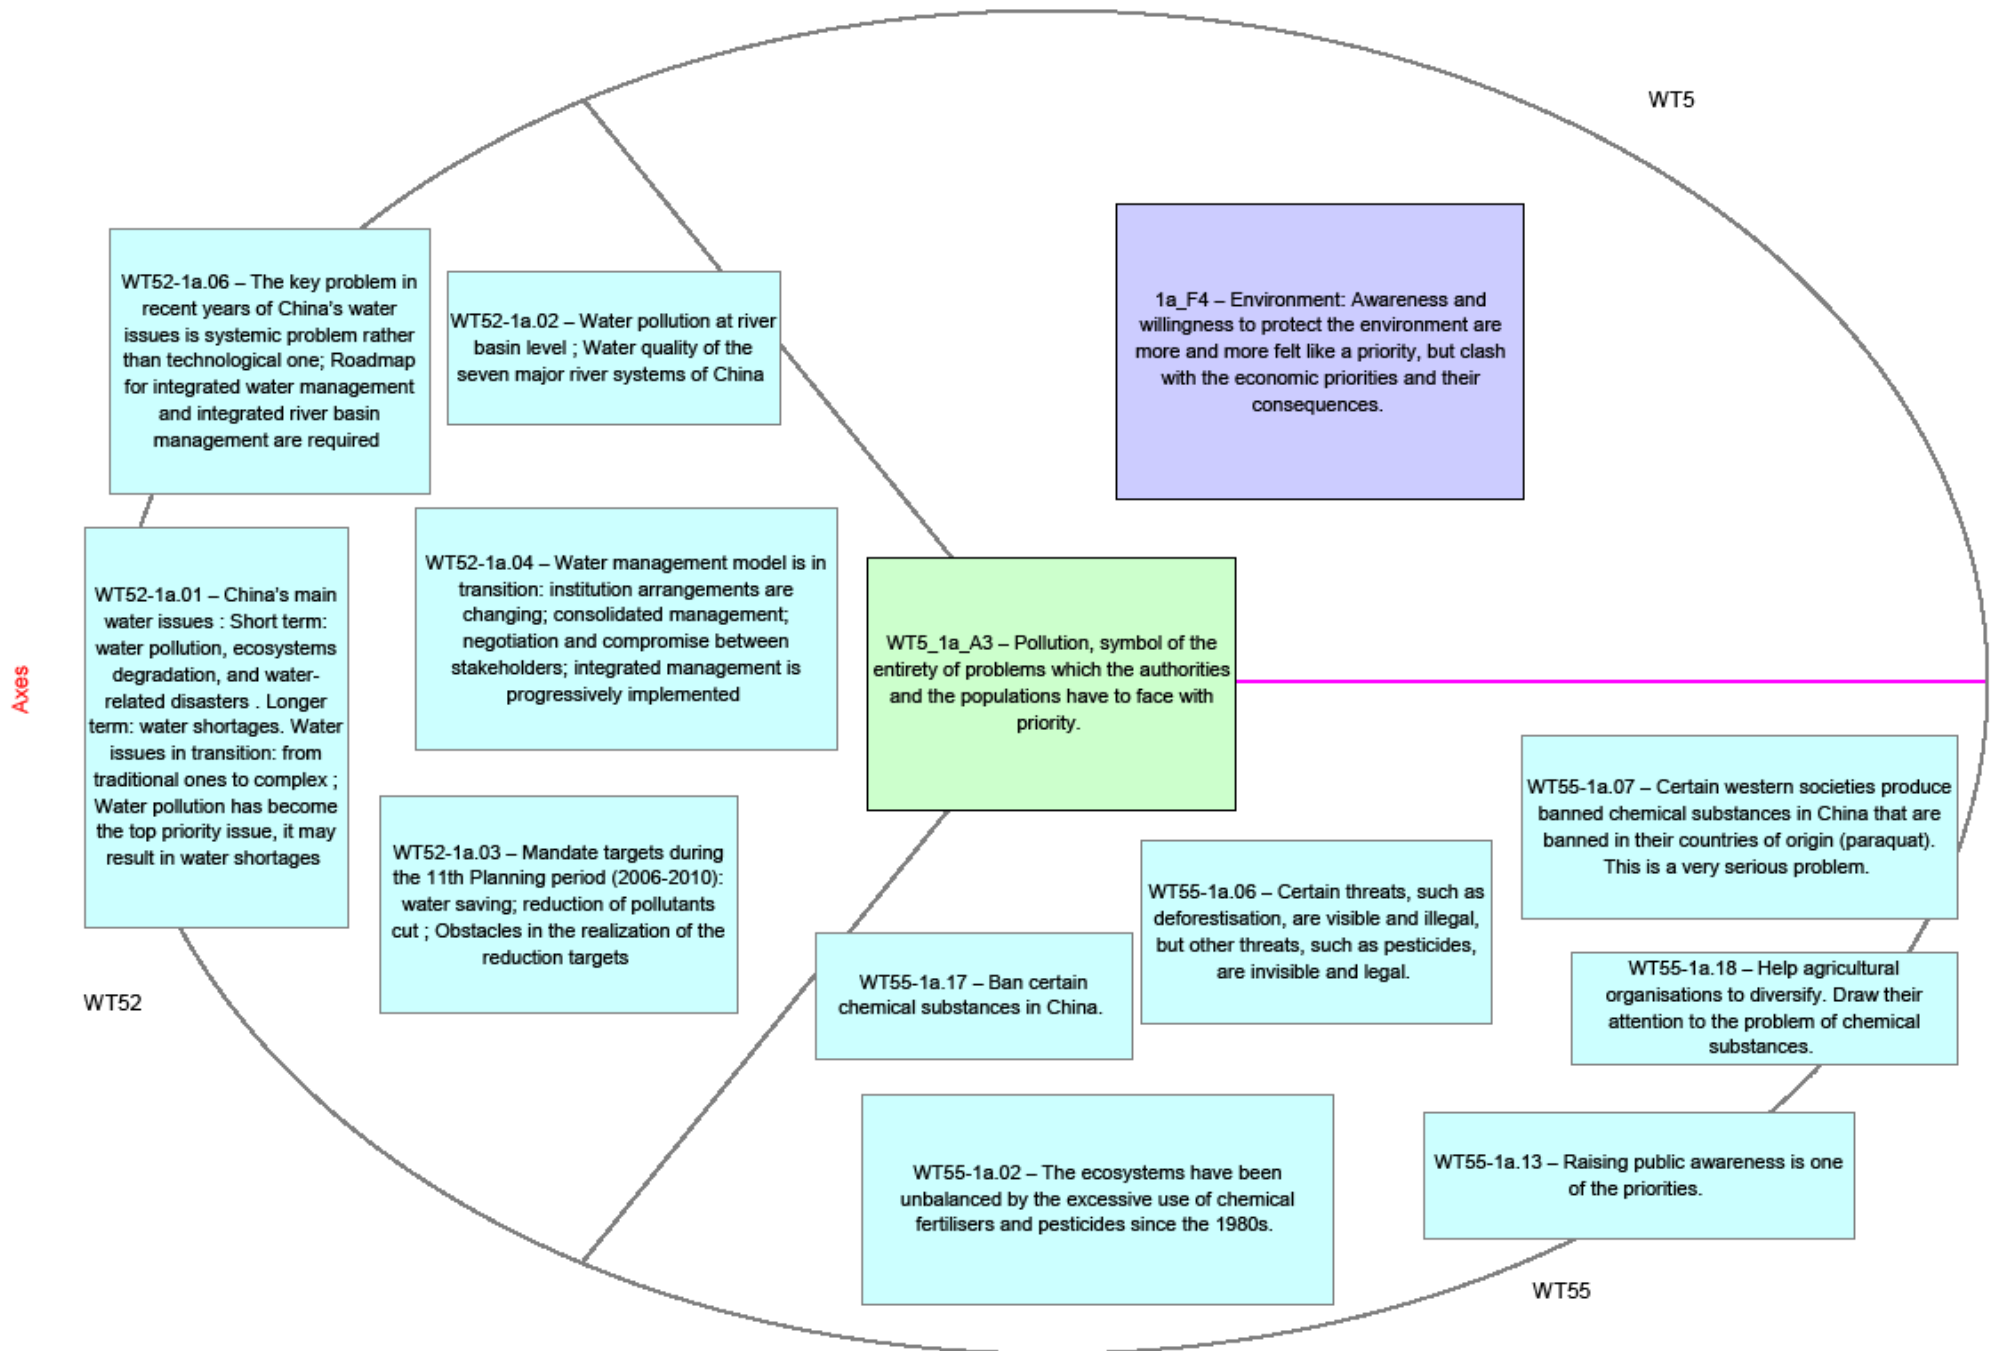 WT5
1a_F4 – Environment: Awareness and
willingness to protect the environment are
more and more felt like a priority, but clash
with the economic priorities and their
consequences.
WT52-1a.06 – The key problem in
recent years of China's water
issues is systemic problem rather
than technological one; Roadmap
for integrated water management
and integrated river basin
management are required
WT52-1a.02 – Water pollution at river
basin level ; Water quality of the
seven major river systems of China
WT52-1a.04 – Water management model is in
transition: institution arrangements are
changing; consolidated management;
negotiation and compromise between
stakeholders; integrated management is
progressively implemented
WT52-1a.01 – China's main
water issues : Short term:
water pollution, ecosystems
degradation, and water-
related disasters . Longer
term: water shortages. Water
issues in transition: from
traditional ones to complex ;
Water pollution has become
the top priority issue, it may
result in water shortages
Axes
WT5_1a_A3 – Pollution, symbol of the
entirety of problems which the authorities
and the populations have to face with
priority.
WT52-1a.03 – Mandate targets during
the 11th Planning period (2006-2010):
water saving; reduction of pollutants
cut ; Obstacles in the realization of the
reduction targets
WT52
WT55-1a.07 – Certain western societies produce
banned chemical substances in China that are
banned in their countries of origin (paraquat).
This is a very serious problem.
WT55-1a.06 – Certain threats, such as
deforestisation, are visible and illegal,
but other threats, such as pesticides,
are invisible and legal.
WT55-1a.17 – Ban certain
chemical substances in China.
WT55-1a.18 – Help agricultural
organisations to diversify. Draw their
attention to the problem of chemical
substances.
WT55-1a.02 – The ecosystems have been
unbalanced by the excessive use of chemical
fertilisers and pesticides since the 1980s.
WT55-1a.13 – Raising public awareness is one
of the priorities.
WT55